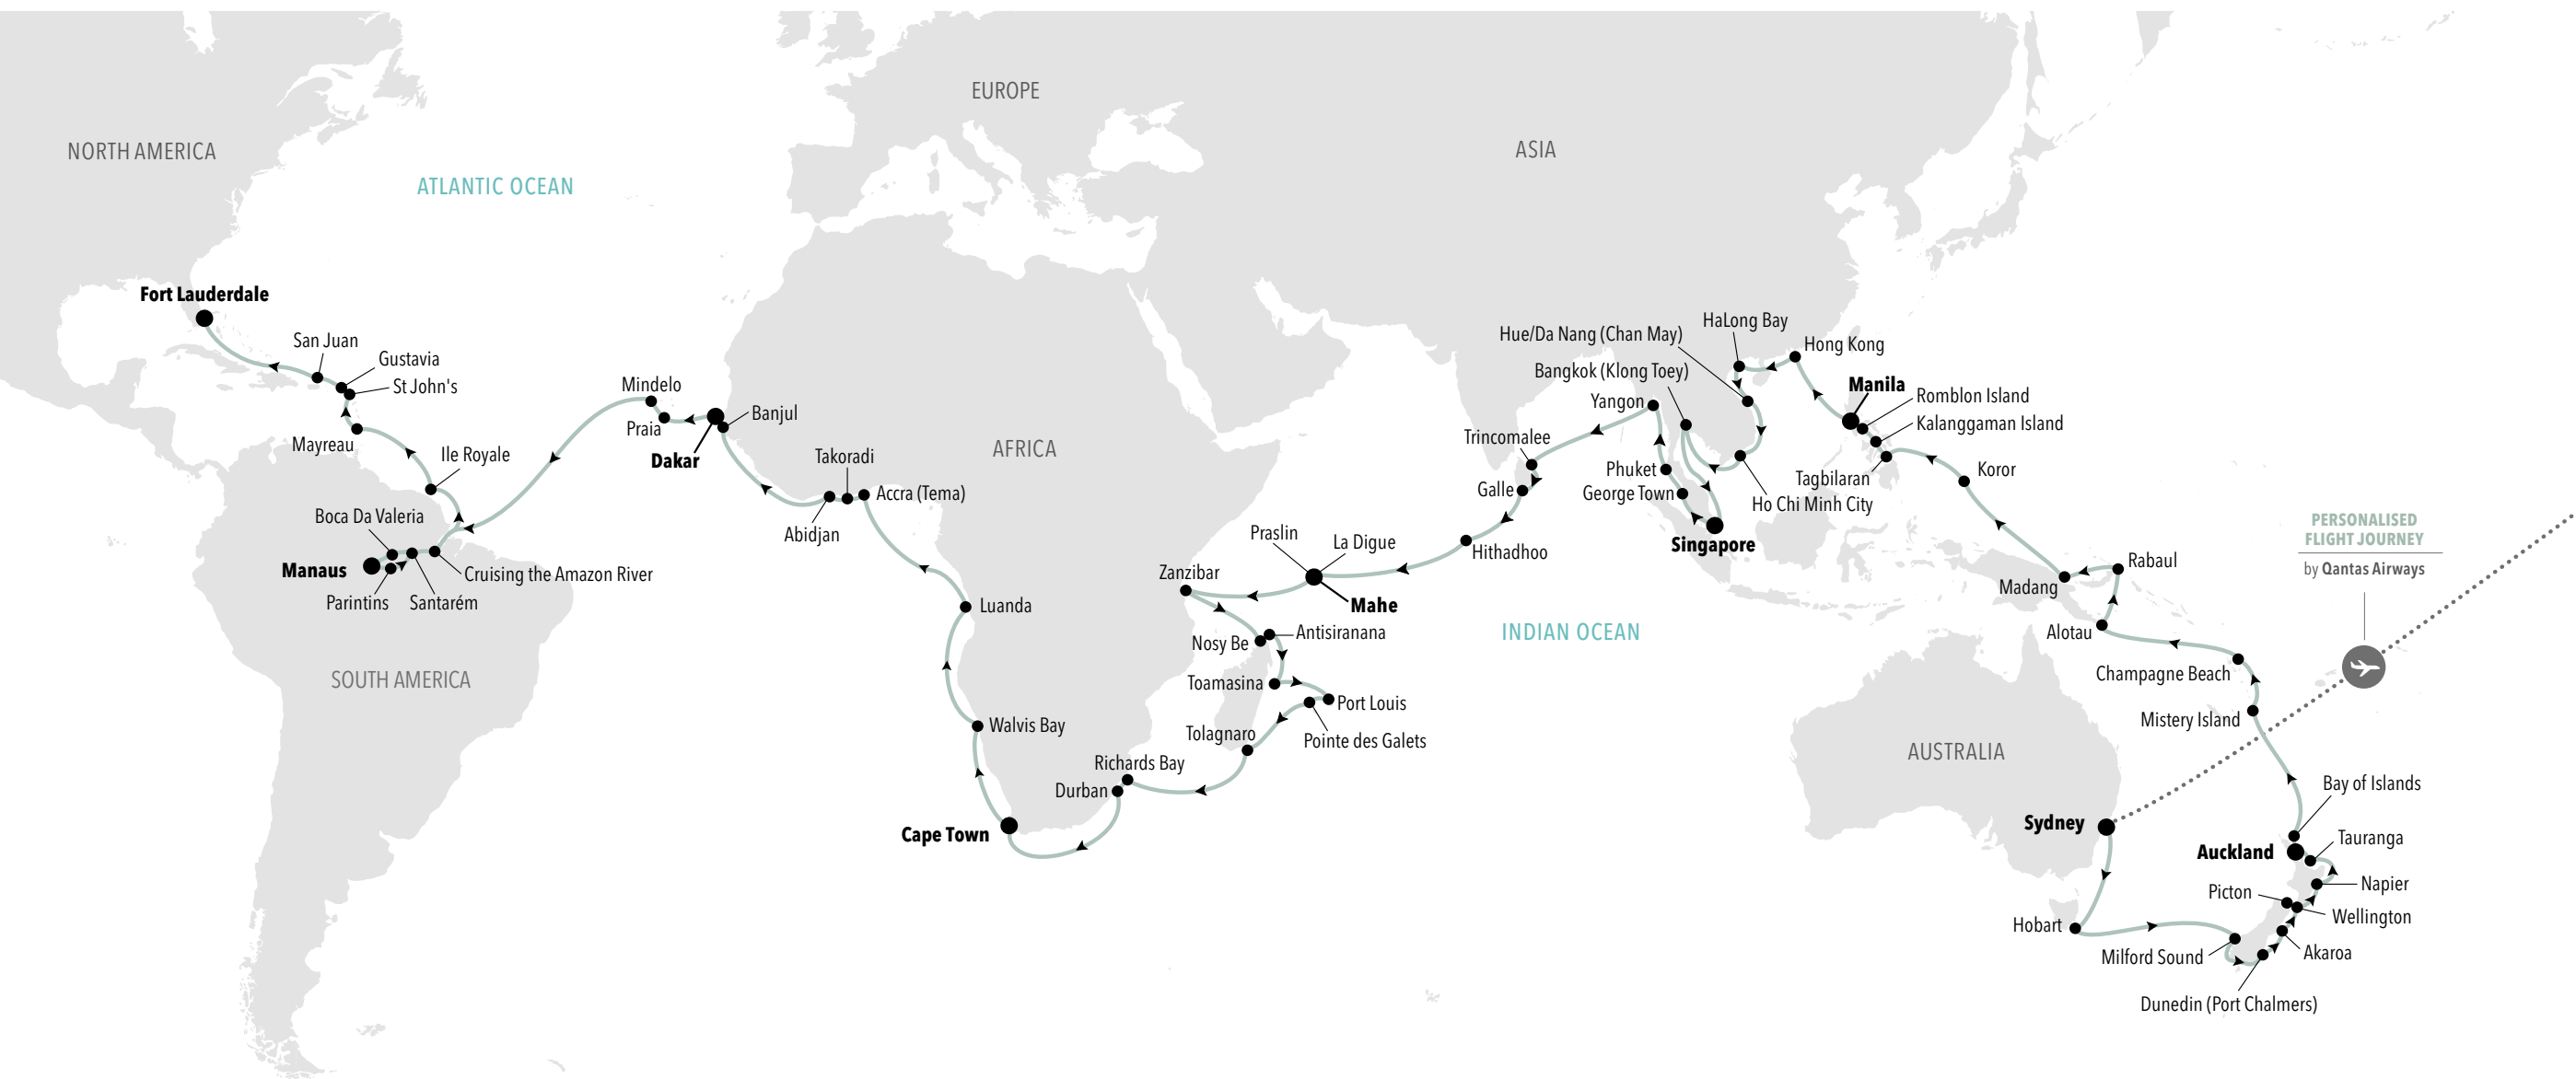 EUROPE
NORTH AMERICA
ASIA
ATLANTIC OCEAN
Fort Lauderdale
San Juan
Gustavia
St John's
Mayreau
Ile Royale
Boca Da Valeria
Manaus
Cruising the Amazon River
Parintins
Santarém
SOUTH AMERICA
Mindelo
Praia
Banjul
Dakar
Takoradi
Accra (Tema)
Abidjan
AFRICA
Luanda
Walvis Bay
Cape Town
Durban
Richards Bay
Zanzibar
Nosy Be
Antisiranana
Toamasina
Port Louis
Pointe des Galets
Tolagnaro
Praslin
La Digue
Mahe
Hithadhoo
INDIAN OCEAN
Trincomalee
Galle
Yangon
Phuket
George Town
Singapore
Bangkok (Klong Toey)
Hue/Da Nang (Chan May)
HaLong Bay
Hong Kong
Ho Chi Minh City
Manila
Romblon Island
Kalanggaman Island
Tagbilaran
Koror
Madang
Rabaul
Alotau
Champagne Beach
Mistery Island
PERSONALISED
FLIGHT JOURNEY
by Qantas Airways
AUSTRALIA
Sydney
Hobart
Bay of Islands
Auckland
Tauranga
Napier
Picton
Wellington
Akaroa
Milford Sound
Dunedin (Port Chalmers)